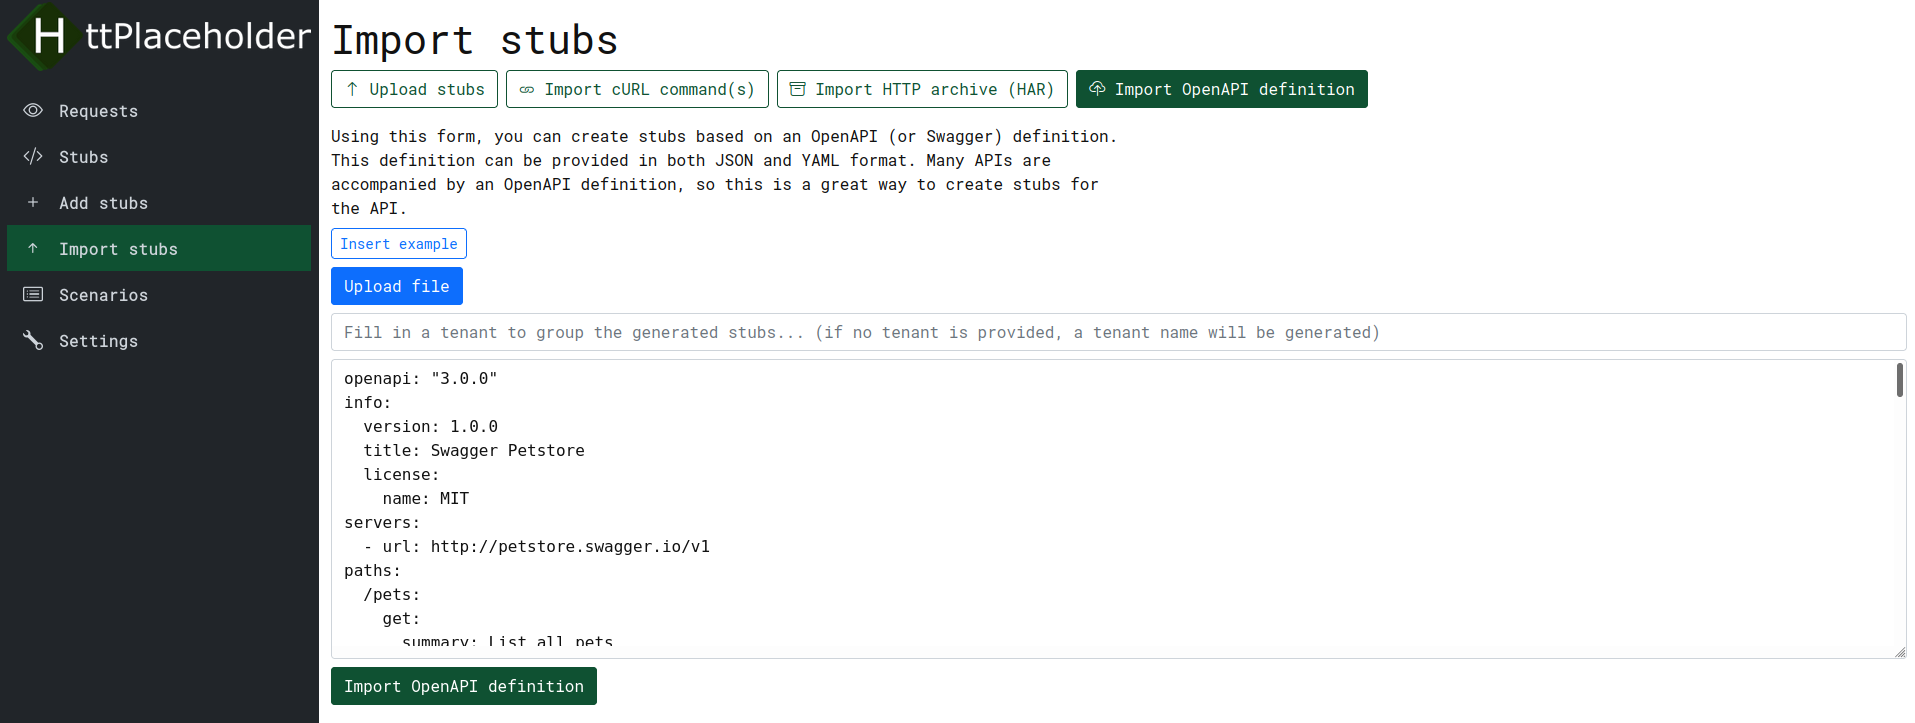 HttPlaceholder
Requests
Stubs
Add stubs
Import stubs
Scenarios
Settings
Import stubs
Upload stubs
Import cURL command(s)
Import HTTP archive (HAR)
Import OpenAPI definition
Using this form, you can create stubs based on an OpenAPI (or Swagger) definition.
This definition can be provided in both JSON and YAML format. Many APIs are
accompanied by an OpenAPI definition, so this is a great way to create stubs for
the API.
Insert example
Upload file
Fill in a tenant to group the generated stubs... (if no tenant is provided, a tenant name will be generated)
openapi: "3.0.0"
info:
  version: 1.0.0
  title: Swagger Petstore
  license:
    name: MIT
servers:
  - url: http://petstore.swagger.io/v1
paths:
  /pets:
    get:
      summary: List all pets
Import OpenAPI definition